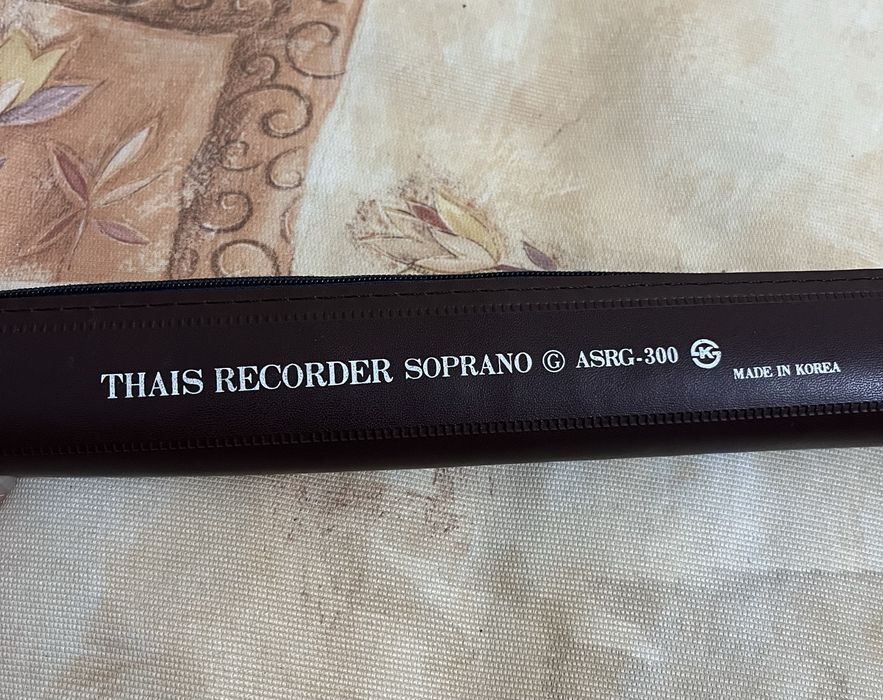 THAIS RECORDER SOPRANO Ⓖ ASRG-300 K MADE IN KOREA